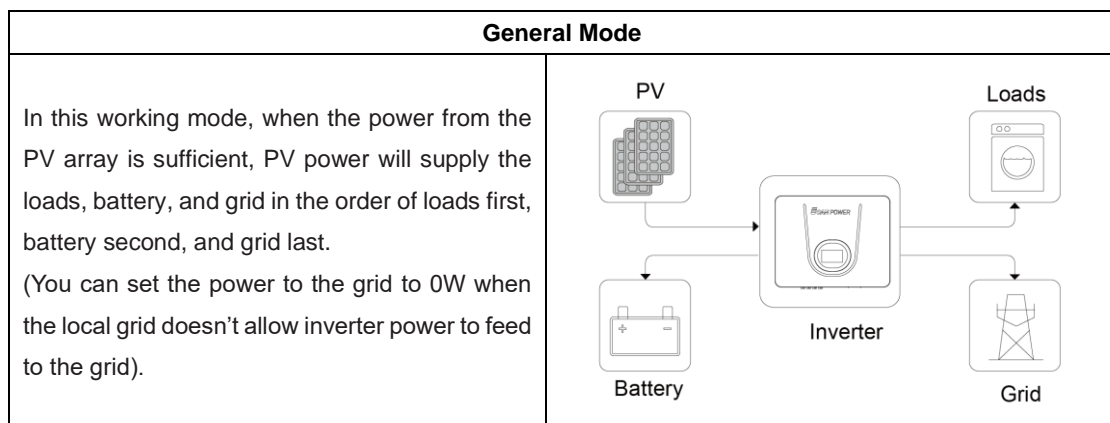 General Mode
In this working mode, when the power from the
PV array is sufficient, PV power will supply the
loads, battery, and grid in the order of loads first,
battery second, and grid last.
(You can set the power to the grid to 0W when
the local grid doesn’t allow inverter power to feed
to the grid).
PV
Loads
DAH POWER
+ −
Inverter
Battery
Grid